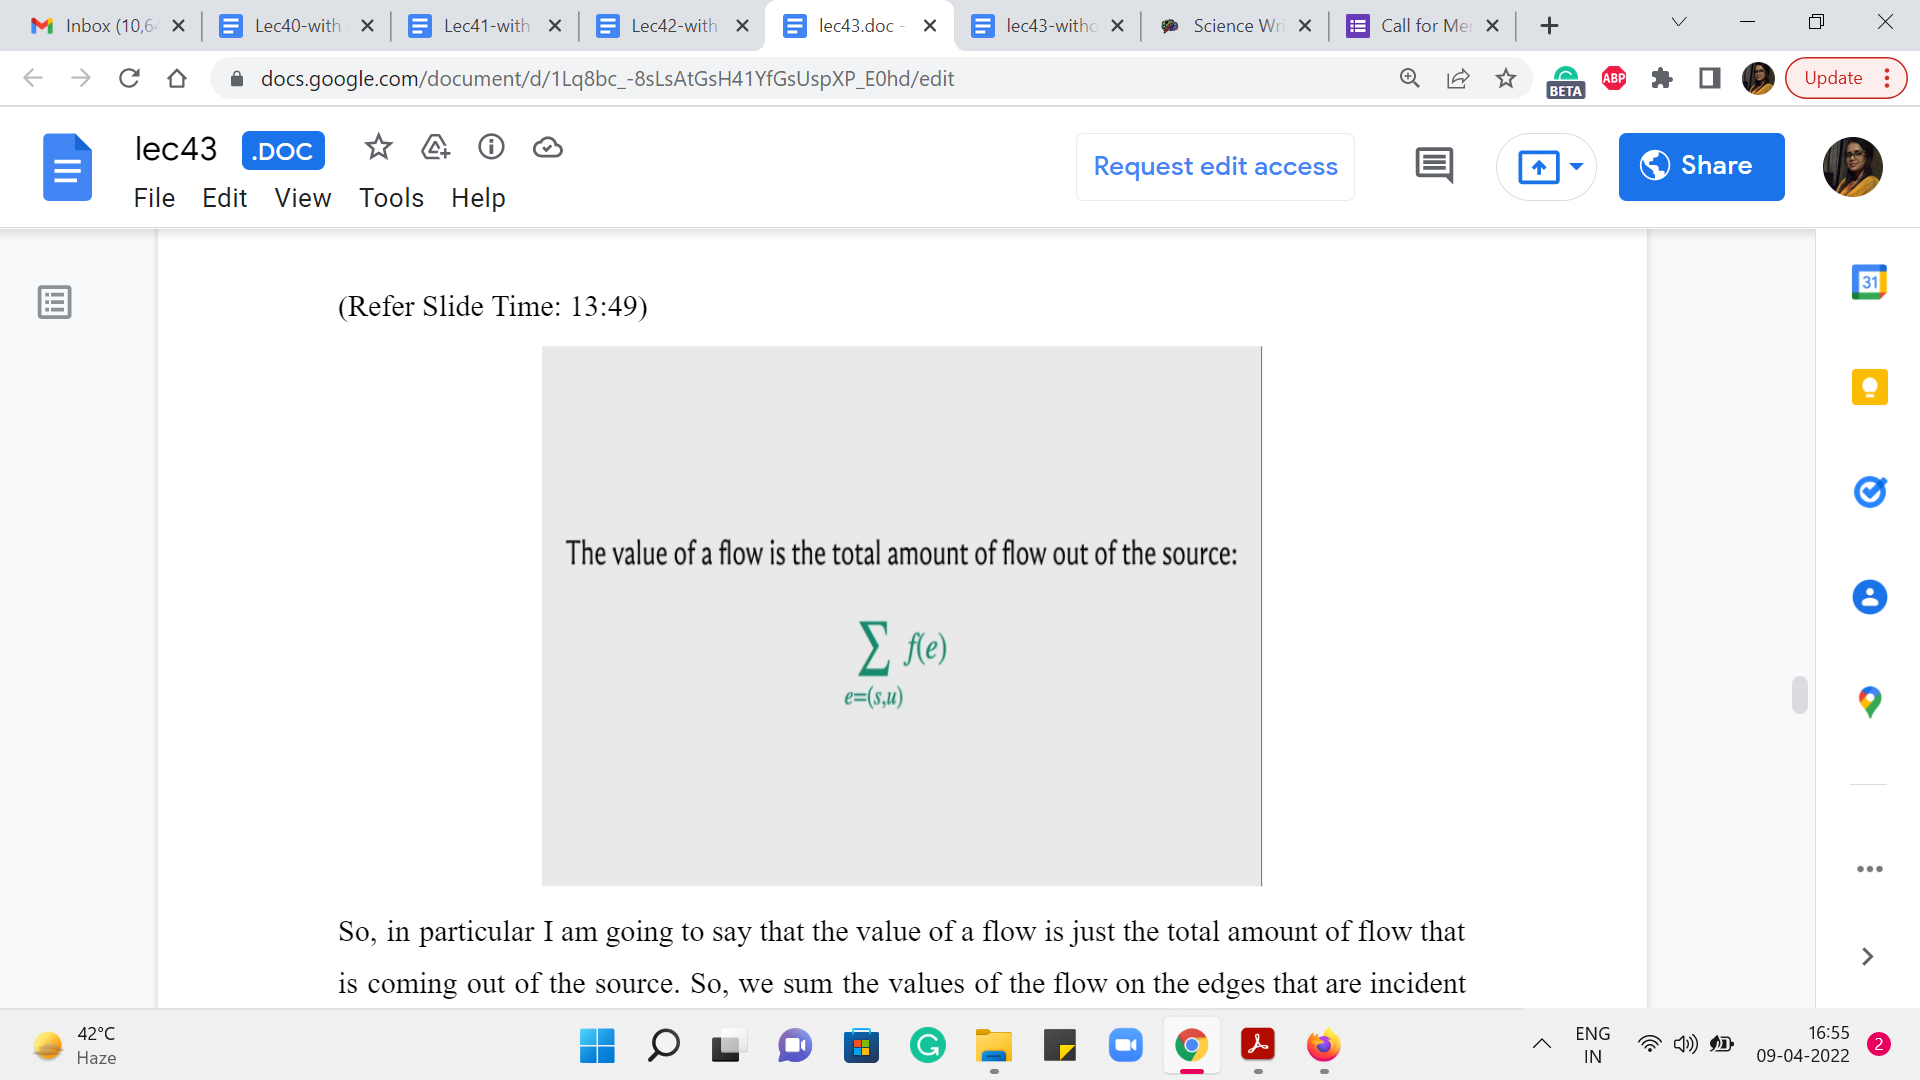 Inbox (10,6
Lec40-with
Lec41-with
Lec42-with
lec43.doc -
lec43-witho
Science Wri
Call for Me
docs.google.com/document/d/1Lq8bc_-8sLsAtGsH41YfGsUspXP_E0hd/edit
BETA
ABP
Update
lec43
.DOC
File Edit View Tools Help
Request edit access
Share
31
(Refer Slide Time: 13:49)
The value of a flow is the total amount of flow out of the source:
∑ f(e)
e=(s,u)
So, in particular I am going to say that the value of a flow is just the total amount of flow that
is coming out of the source. So, we sum the values of the flow on the edges that are incident
42°C
Haze
ENG
IN
16:55
09-04-2022
2